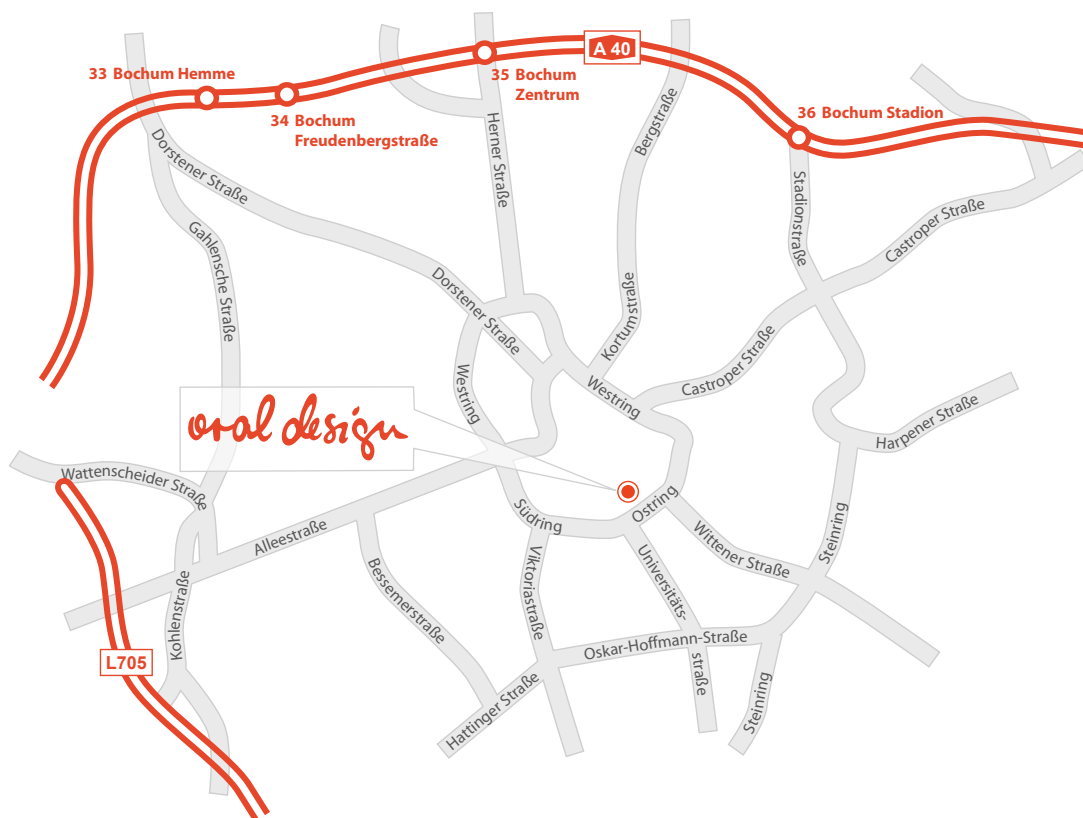 A 40
33 Bochum Hemme
35 Bochum
Zentrum
34 Bochum
Freudenbergstraße
36 Bochum Stadion
Dorstener Straße
Herner Straße
Bergstraße
Stadionstraße
Castroper Straße
Gahlensche Straße
Dorstener Straße
Kortumstraße
Westring
Westring
Castroper Straße
oral design
Harpener Straße
Wattenscheider Straße
Alleestraße
Südring
Ostring
Wittener Straße
Steinring
Kohlenstraße
Bessemerstraße
Viktoriastraße
Universitäts-
straße
Oskar-Hoffmann-Straße
L705
Hattinger Straße
Steinring